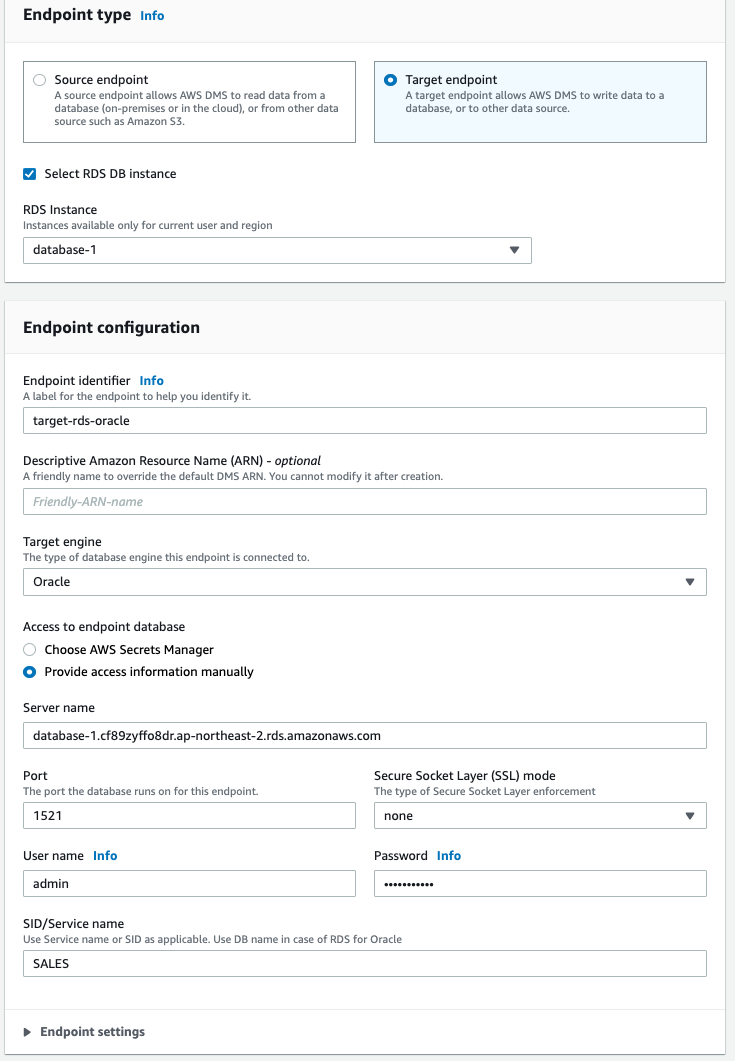 Endpoint type Info
Source endpoint
A source endpoint allows AWS DMS to read data from a
database (on-premises or in the cloud), or from other data
source such as Amazon S3.
Target endpoint
A target endpoint allows AWS DMS to write data to a
database, or to other data source.
Select RDS DB instance
RDS Instance
Instances available only for current user and region
database-1
Endpoint configuration
Endpoint identifier Info
A label for the endpoint to help you identify it.
target-rds-oracle
Descriptive Amazon Resource Name (ARN) - optional
A friendly name to override the default DMS ARN. You cannot modify it after creation.
Friendly-ARN-name
Target engine
The type of database engine this endpoint is connected to.
Oracle
Access to endpoint database
Choose AWS Secrets Manager
Provide access information manually
Server name
database-1.cf89zyffo8dr.ap-northeast-2.rds.amazonaws.com
Port
The port the database runs on for this endpoint.
1521
Secure Socket Layer (SSL) mode
The type of Secure Socket Layer enforcement
none
User name Info
admin
Password Info
•••••••••••
SID/Service name
Use Service name or SID as applicable. Use DB name in case of RDS for Oracle
SALES
Endpoint settings